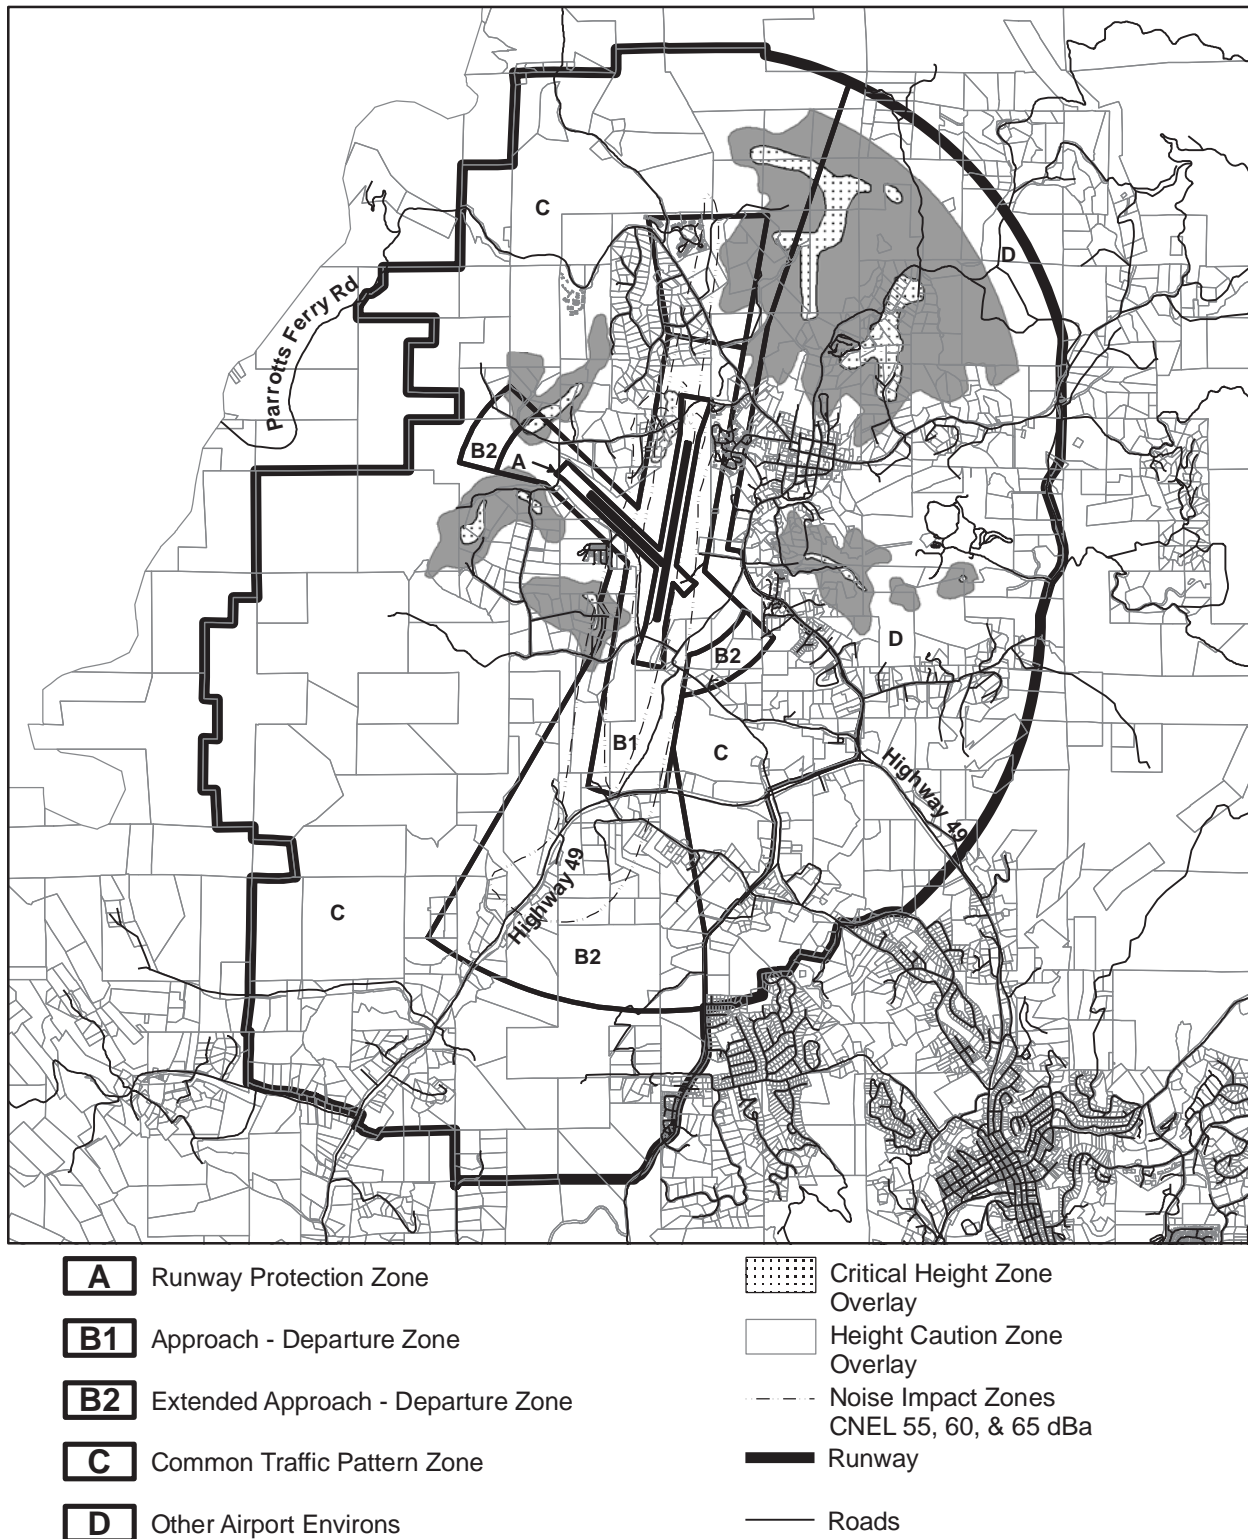 C
D
Parrotts Ferry Rd
B2
A
D
B2
B1
C
Highway 49
Highway 49
C
B2
A Runway Protection Zone
B1 Approach - Departure Zone
B2 Extended Approach - Departure Zone
C Common Traffic Pattern Zone
D Other Airport Environs
Critical Height Zone
Overlay
Height Caution Zone
Overlay
Noise Impact Zones
CNEL 55, 60, & 65 dBa
Runway
Roads